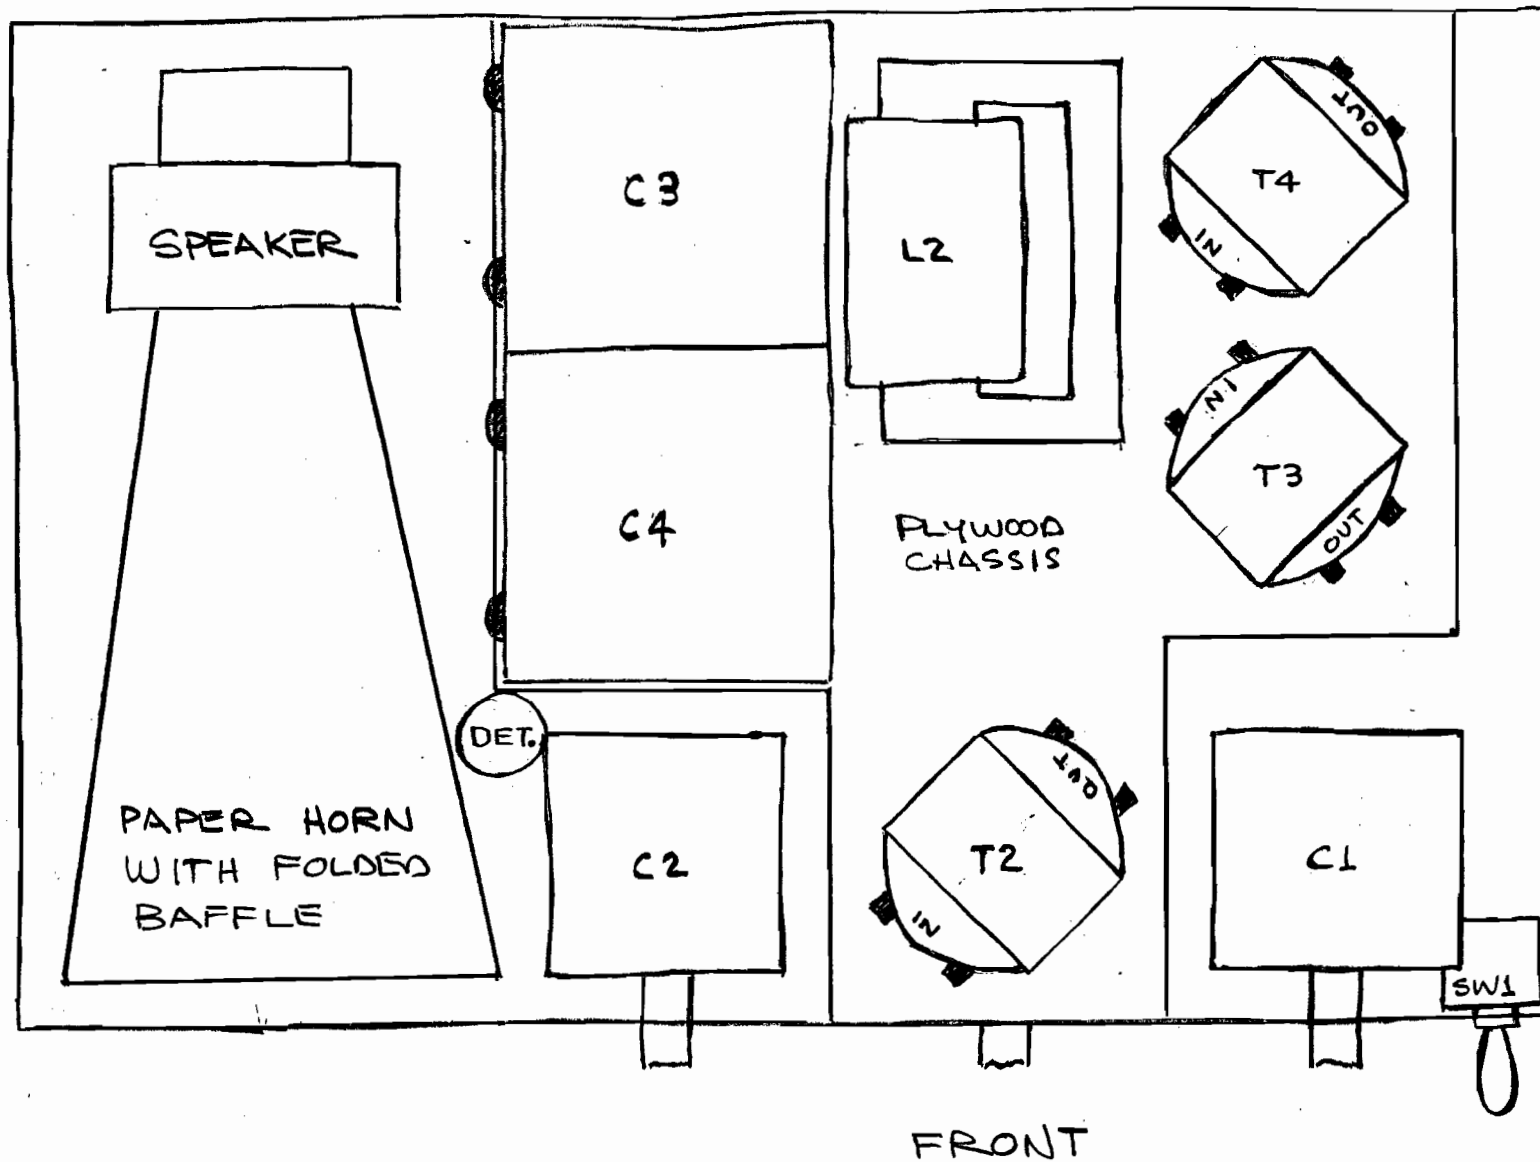 SPEAKER
C3
L2
OUT
T4
IN
IN
T3
OUT
C4
PLYWOOD
CHASSIS
DET.
OUT
T2
IN
C2
C1
SW1
PAPER HORN
WITH FOLDED
BAFFLE
FRONT